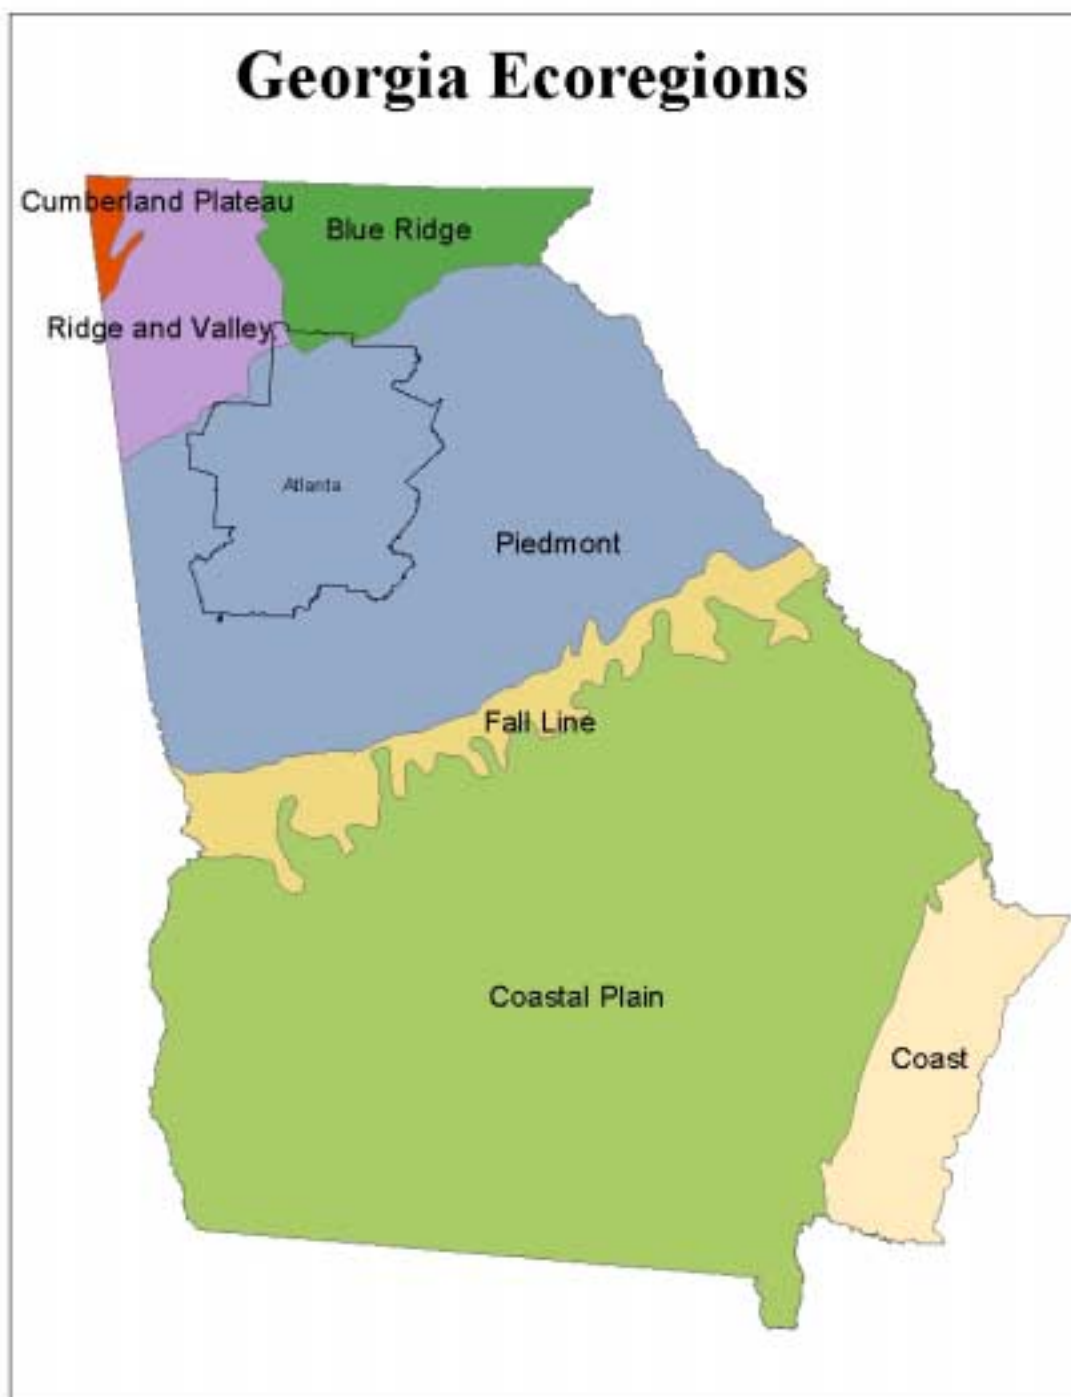 Georgia Ecoregions
Cumberland Plateau
Blue Ridge
Ridge and Valley
Atlanta
Piedmont
Fall Line
Coastal Plain
Coast